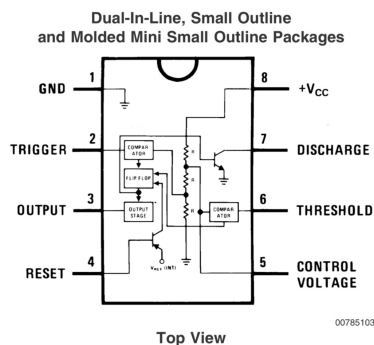 Dual-In-Line, Small Outline
and Molded Mini Small Outline Packages
1
GND
8
+VCC
2
TRIGGER
COMPAR
ATOR
R
7
DISCHARGE
FLIP FLOP
R
3
OUTPUT
OUTPUT
STAGE
R
COMPAR
ATOR
6
THRESHOLD
4
RESET
VREF (INT)
5
CONTROL
VOLTAGE
00785103
Top View